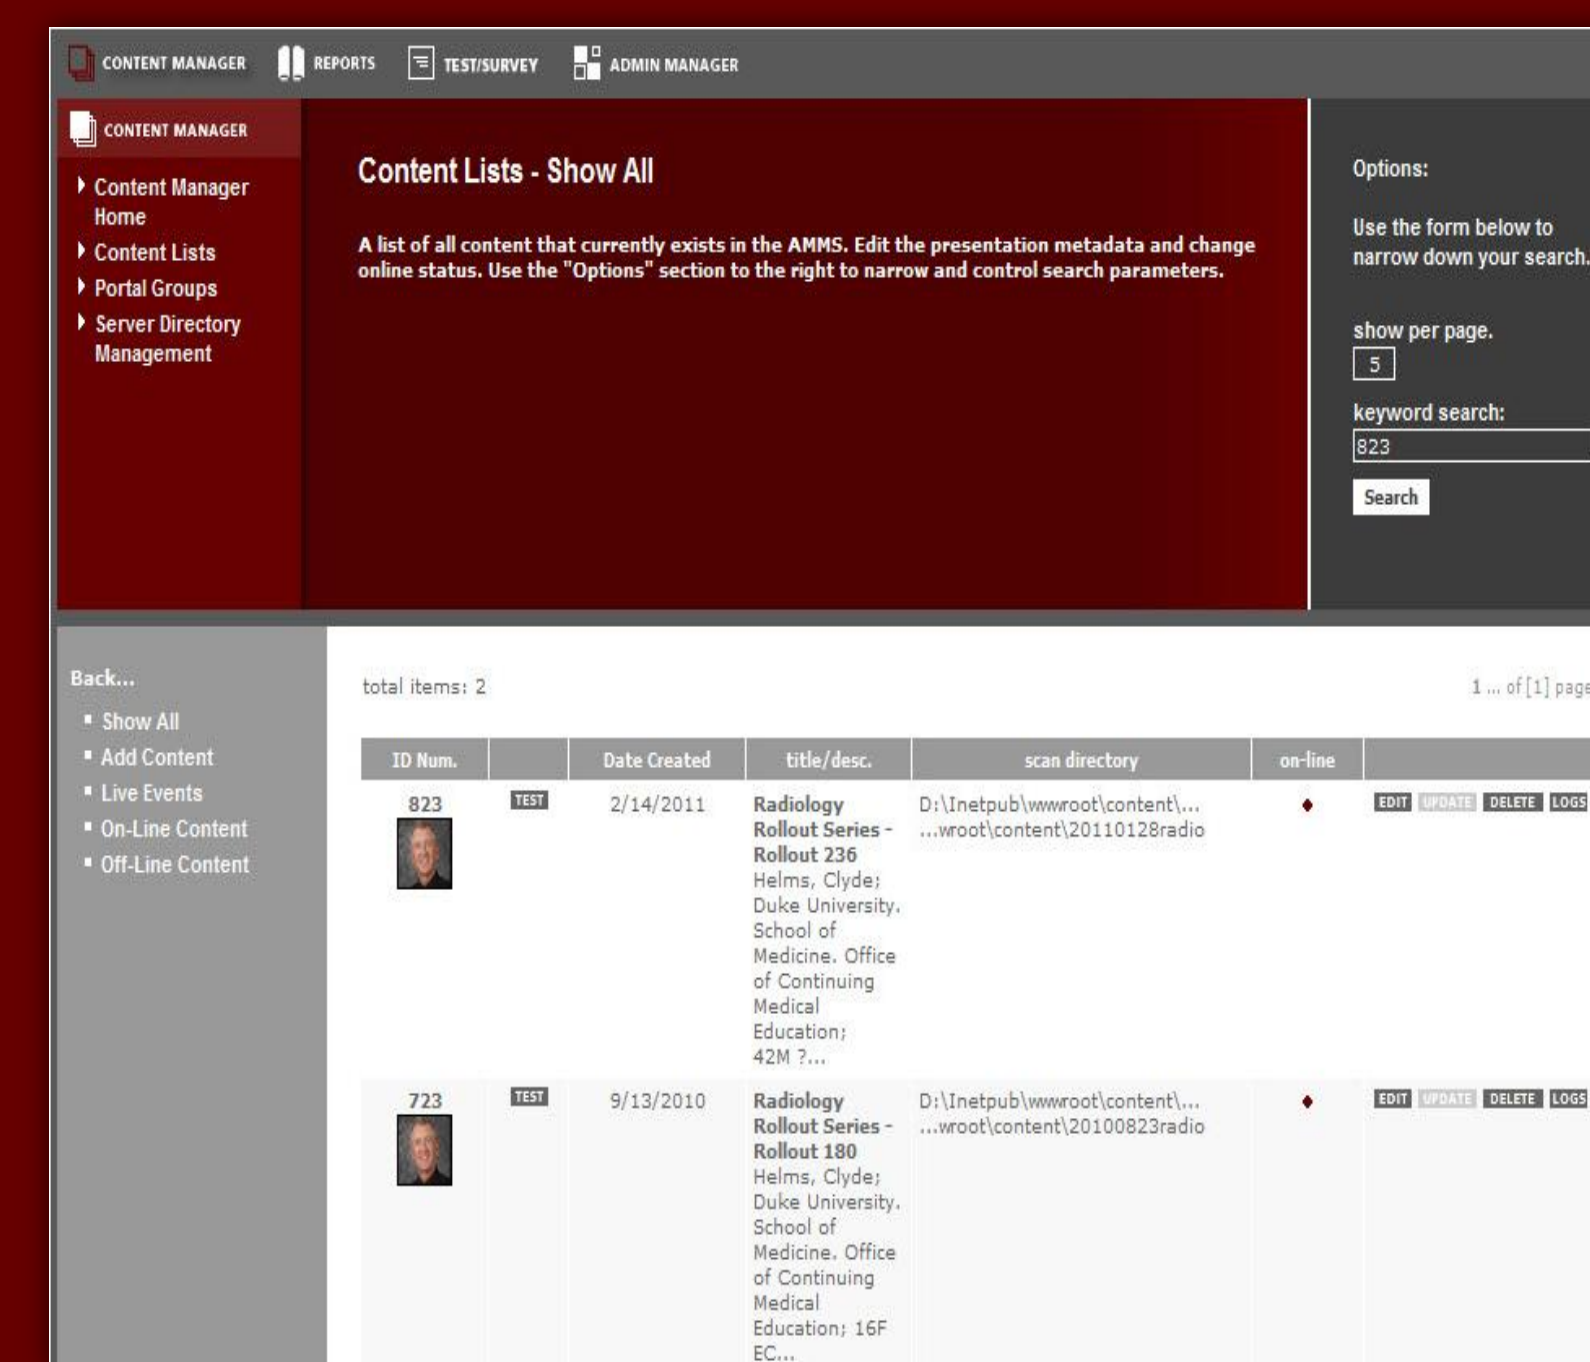 CONTENT MANAGER REPORTS TEST/SURVEY ADMIN MANAGER
CONTENT MANAGER
Content Manager
Home
Content Lists
Portal Groups
Server Directory
Management
Content Lists - Show All
A list of all content that currently exists in the AMMS. Edit the presentation metadata and change
online status. Use the "Options" section to the right to narrow and control search parameters.
Options:
Use the form below to
narrow down your search.
show per page.
5
keyword search:
823
Search
Back...
Show All
Add Content
Live Events
On-Line Content
Off-Line Content
total items: 2
1 ... of [1] page
ID Num. Date Created title/desc. scan directory on-line
823 TEST 2/14/2011
Radiology
Rollout Series -
Rollout 236
Helms, Clyde;
Duke University.
School of
Medicine. Office
of Continuing
Medical
Education;
42M ?...
D:\Inetpub\wwwroot\content\...
...wroot\content\20110128radio
EDIT UPDATE DELETE LOGS
723 TEST 9/13/2010
Radiology
Rollout Series -
Rollout 180
Helms, Clyde;
Duke University.
School of
Medicine. Office
of Continuing
Medical
Education; 16F
EC...
D:\Inetpub\wwwroot\content\...
...wroot\content\20100823radio
EDIT UPDATE DELETE LOGS